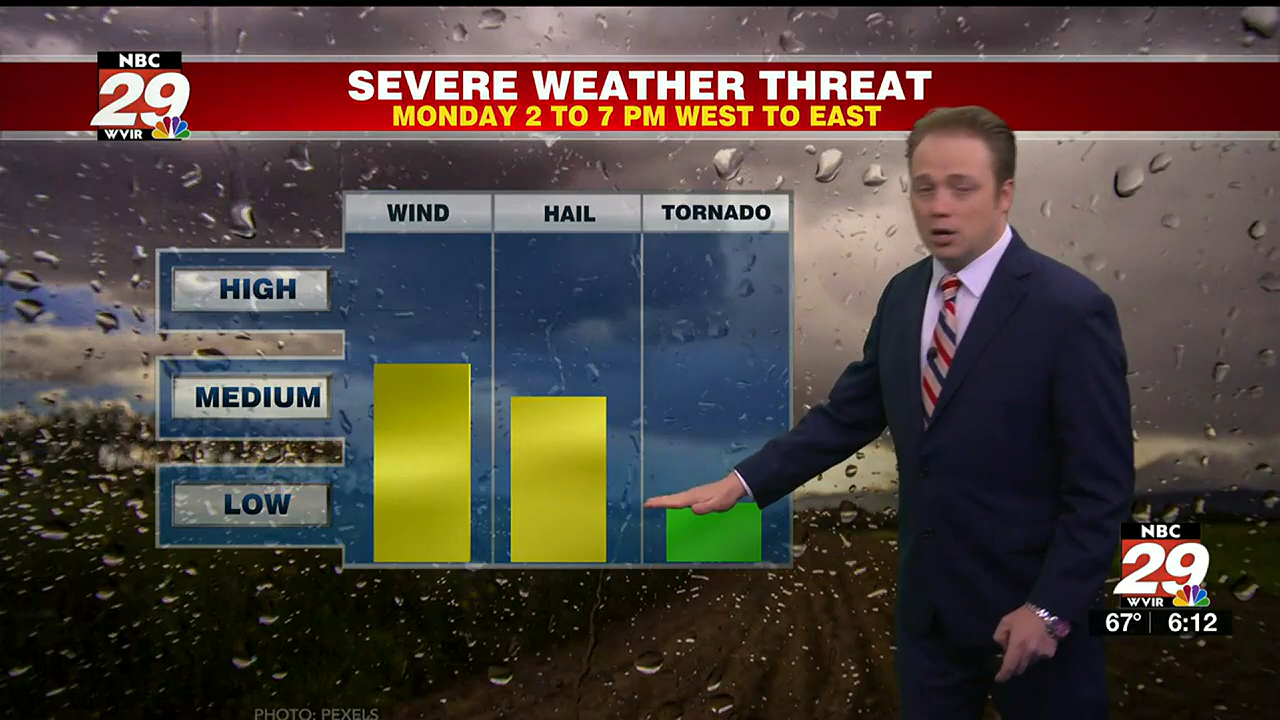 NBC
29
WVIR
SEVERE WEATHER THREAT
MONDAY 2 TO 7 PM WEST TO EAST
WIND
HAIL
TORNADO
HIGH
MEDIUM
LOW
NBC
29
WVIR
67° 6:12
PHOTO: PEXELS